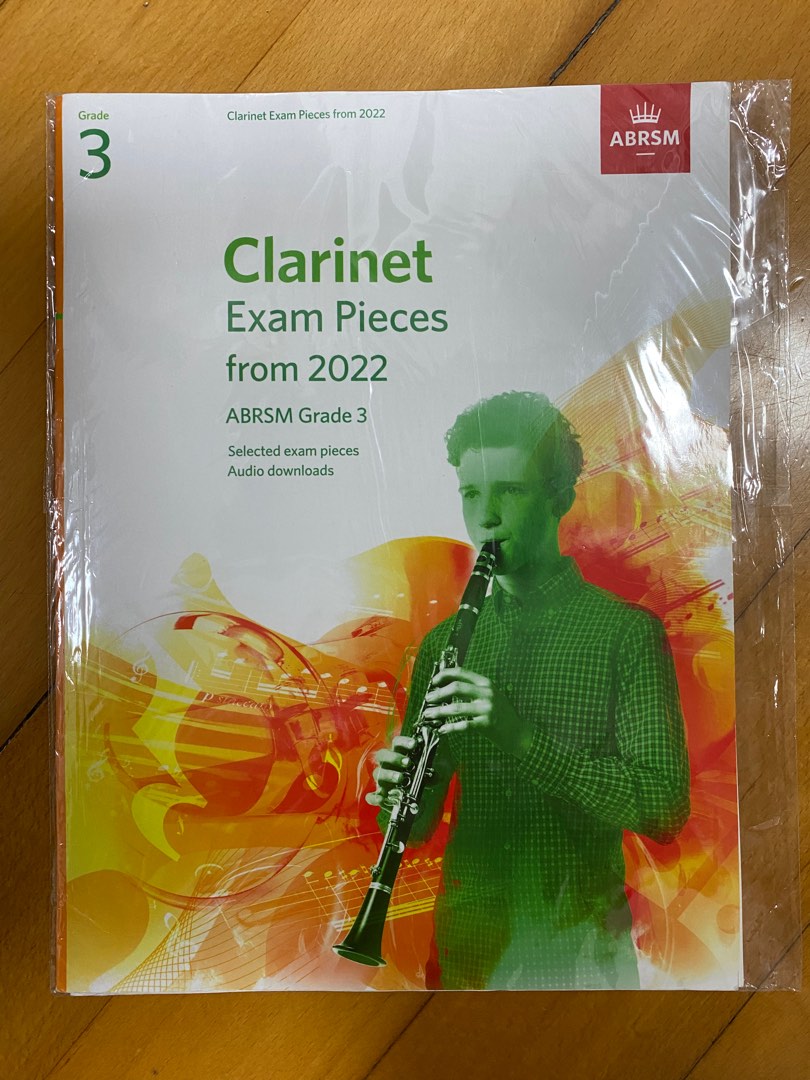 Grade
3
Clarinet Exam Pieces from 2022
ABRSM
Clarinet
Exam Pieces
from 2022
ABRSM Grade 3
Selected exam pieces
Audio downloads